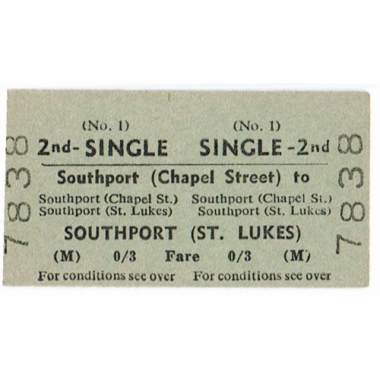 (No. 1) (No. 1)
2nd- SINGLE SINGLE -2nd
Southport (Chapel Street) to
Southport (Chapel St.) Southport (Chapel St.)
Southport (St. Lukes) Southport (St. Lukes)
SOUTHPORT (ST. LUKES)
(M) 0/3 Fare 0/3 (M)
For conditions see over For conditions see over
7838
7838